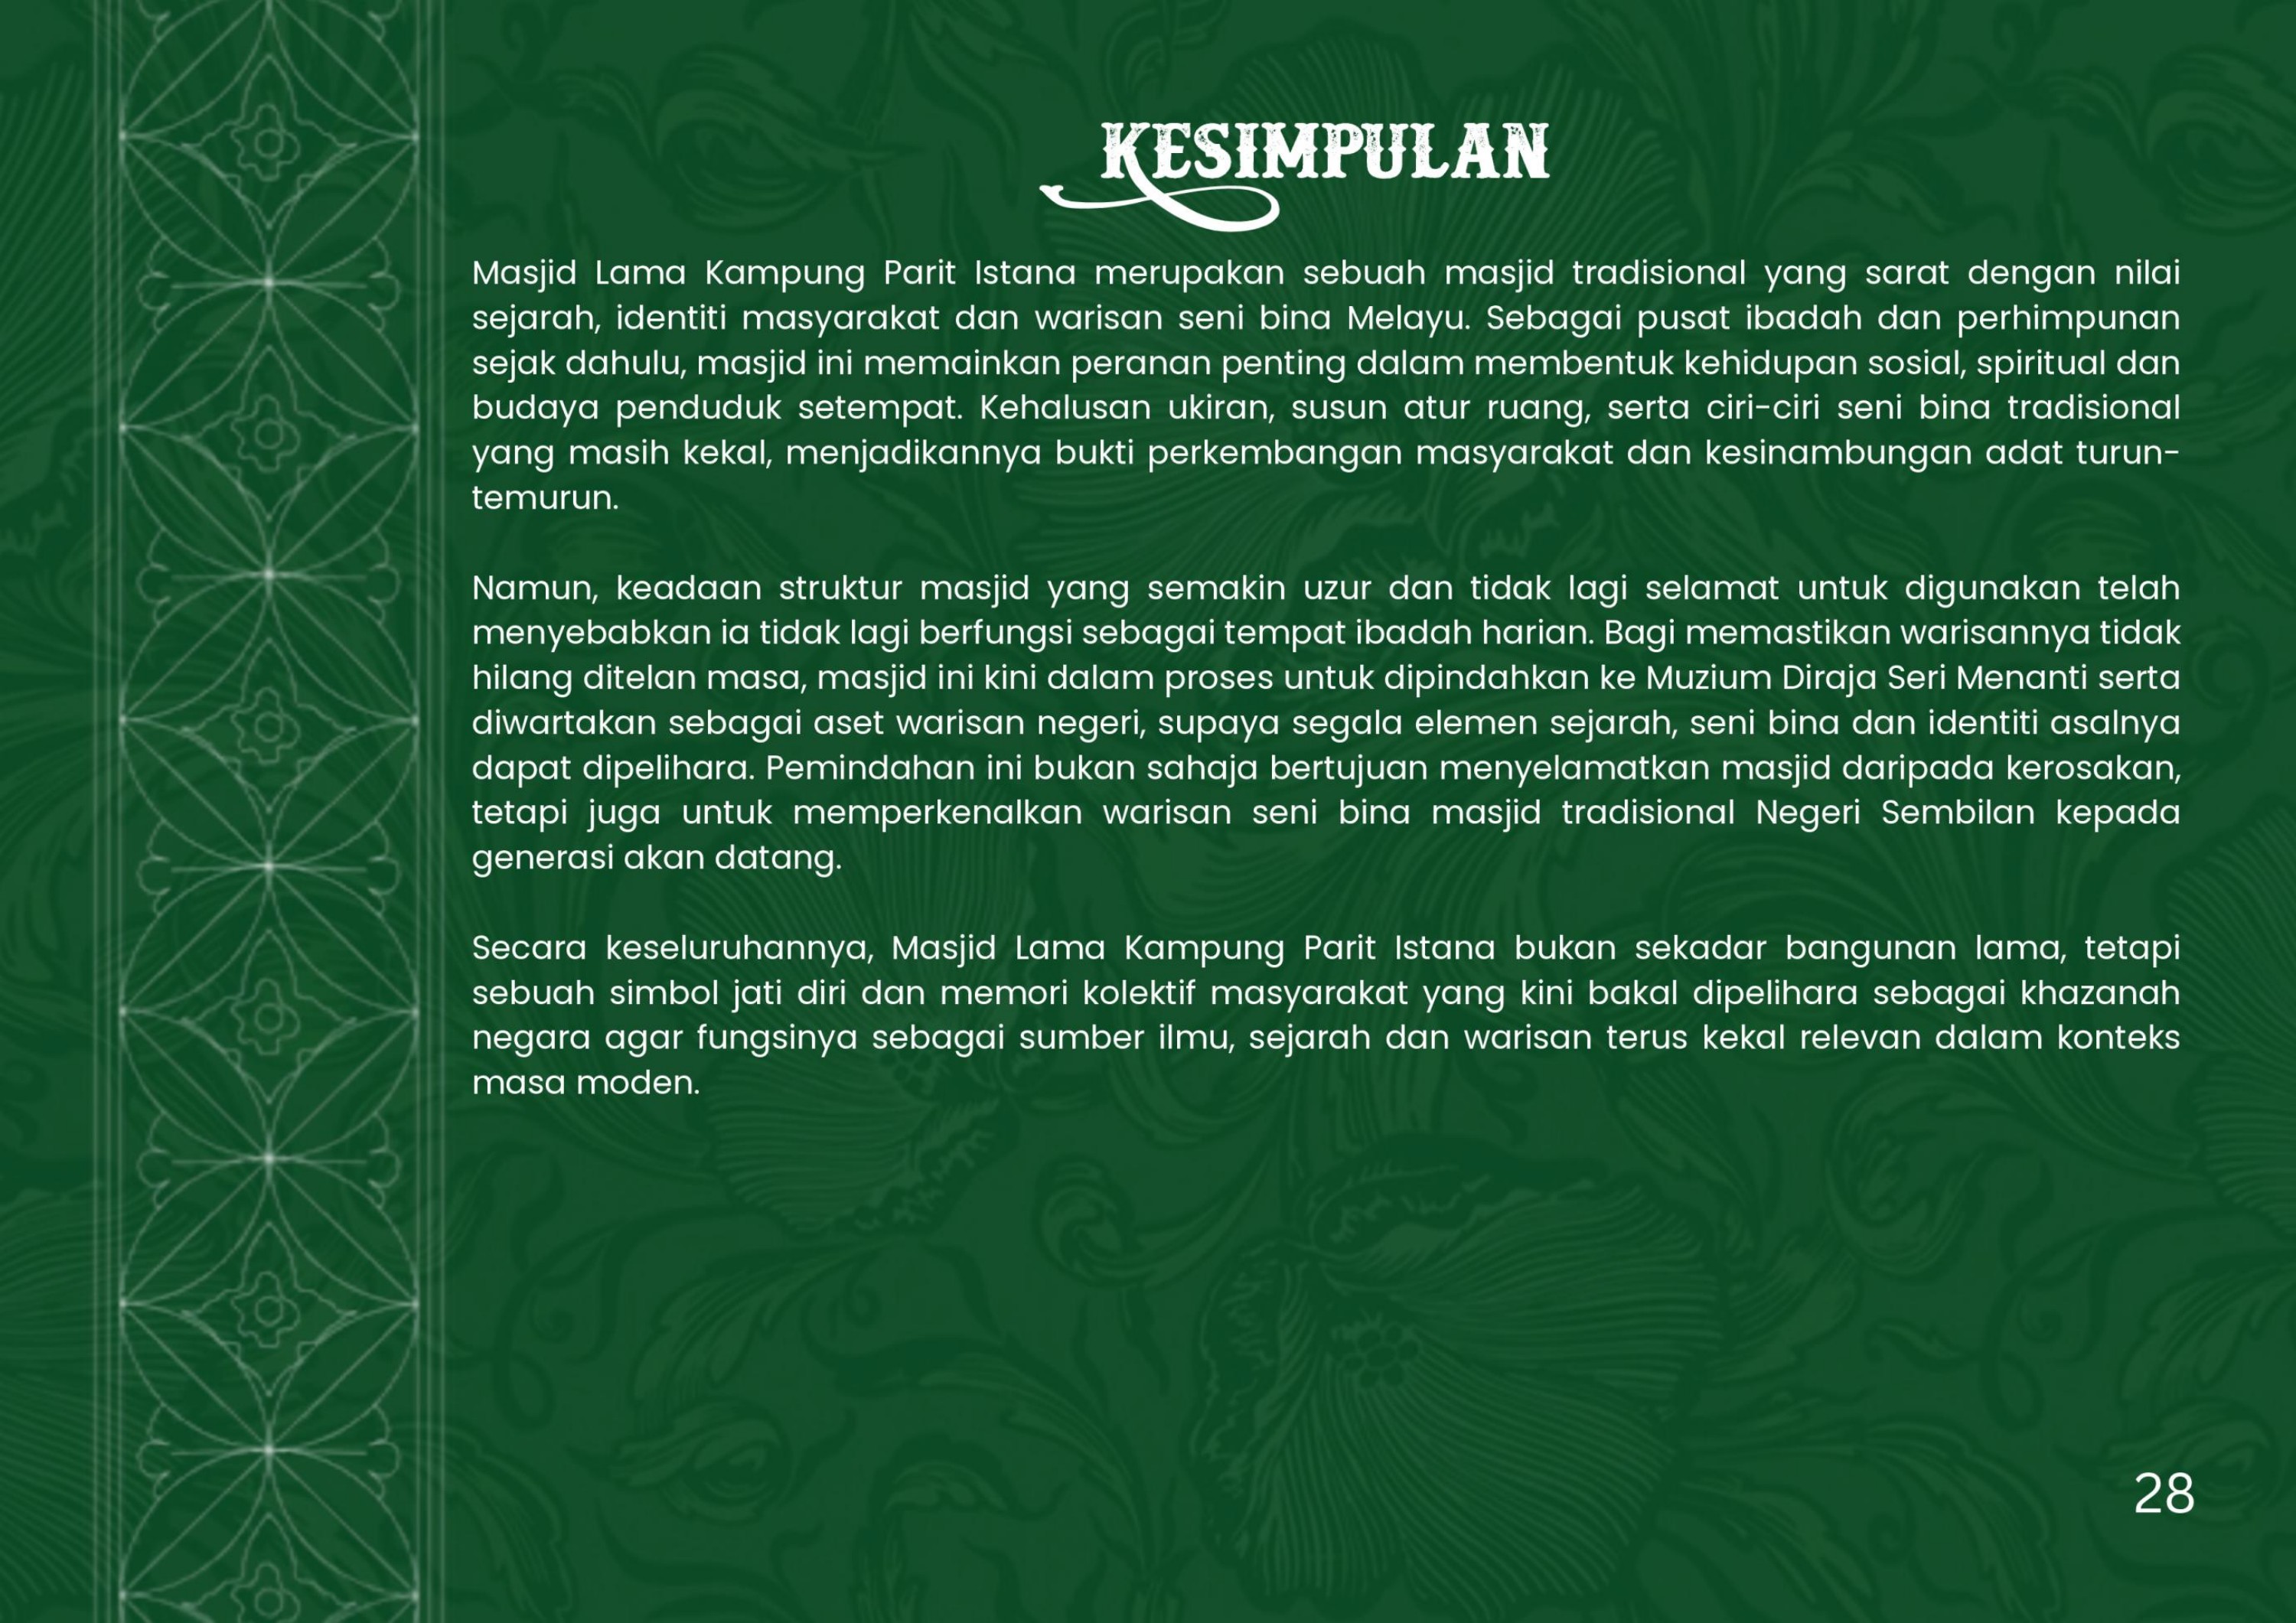 KESIMPULAN
Masjid Lama Kampung Parit Istana merupakan sebuah masjid tradisional yang sarat dengan nilai
sejarah, identiti masyarakat dan warisan seni bina Melayu. Sebagai pusat ibadah dan perhimpunan
sejak dahulu, masjid ini memainkan peranan penting dalam membentuk kehidupan sosial, spiritual dan
budaya penduduk setempat. Kehalusan ukiran, susun atur ruang, serta ciri-ciri seni bina tradisional
yang masih kekal, menjadikannya bukti perkembangan masyarakat dan kesinambungan adat turun-
temurun.
Namun, keadaan struktur masjid yang semakin uzur dan tidak lagi selamat untuk digunakan telah
menyebabkan ia tidak lagi berfungsi sebagai tempat ibadah harian. Bagi memastikan warisannya tidak
hilang ditelan masa, masjid ini kini dalam proses untuk dipindahkan ke Muzium Diraja Seri Menanti serta
diwartakan sebagai aset warisan negeri, supaya segala elemen sejarah, seni bina dan identiti asalnya
dapat dipelihara. Pemindahan ini bukan sahaja bertujuan menyelamatkan masjid daripada kerosakan,
tetapi juga untuk memperkenalkan warisan seni bina masjid tradisional Negeri Sembilan kepada
generasi akan datang.
Secara keseluruhannya, Masjid Lama Kampung Parit Istana bukan sekadar bangunan lama, tetapi
sebuah simbol jati diri dan memori kolektif masyarakat yang kini bakal dipelihara sebagai khazanah
negara agar fungsinya sebagai sumber ilmu, sejarah dan warisan terus kekal relevan dalam konteks
masa moden.
28